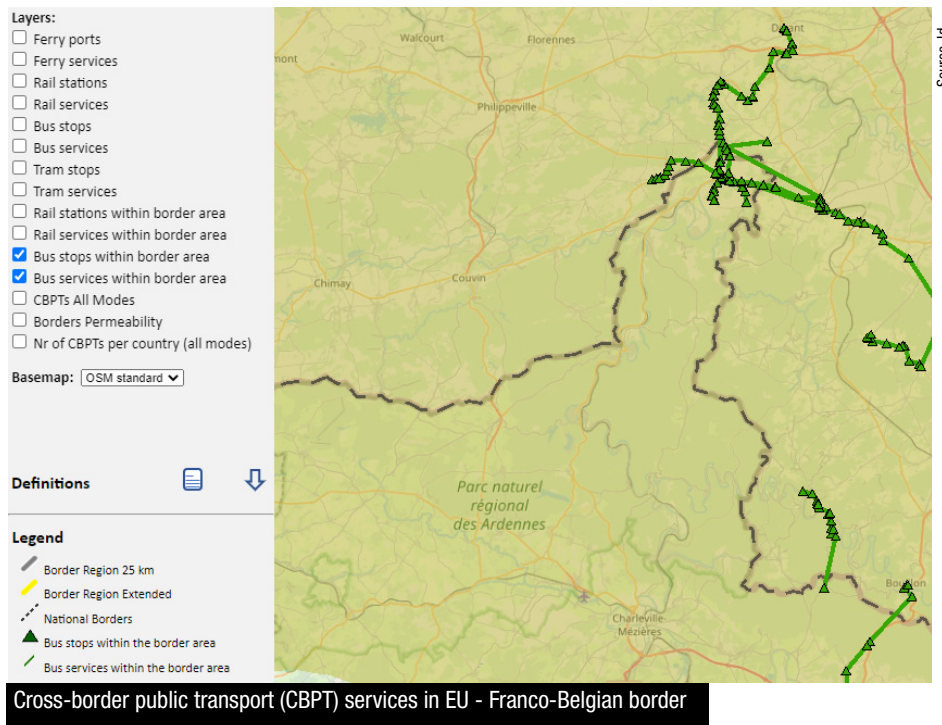 Layers:
Ferry ports
Ferry services
Rail stations
Rail services
Bus stops
Bus services
Tram stops
Tram services
Rail stations within border area
Rail services within border area
Bus stops within border area
Bus services within border area
CBPTs All Modes
Borders Permeability
Nr of CBPTs per country (all modes)
Basemap: OSM standard
Definitions
Legend
Border Region 25 km
Border Region Extended
National Borders
Bus stops within the border area
Bus services within the border area
Walcourt
Florennes
mont
Philippeville
Chimay
Couvin
Parc naturel
régional
des Ardennes
Charleville-
Mézières
Cross-border public transport (CBPT) services in EU - Franco-Belgian border